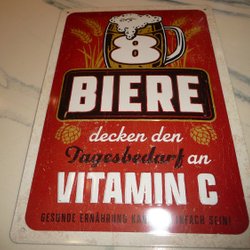 8
BIERE
decken den
Tagesbedarf an
VITAMIN C
GESUNDE ERNÄHRUNG KANN SO EINFACH SEIN!